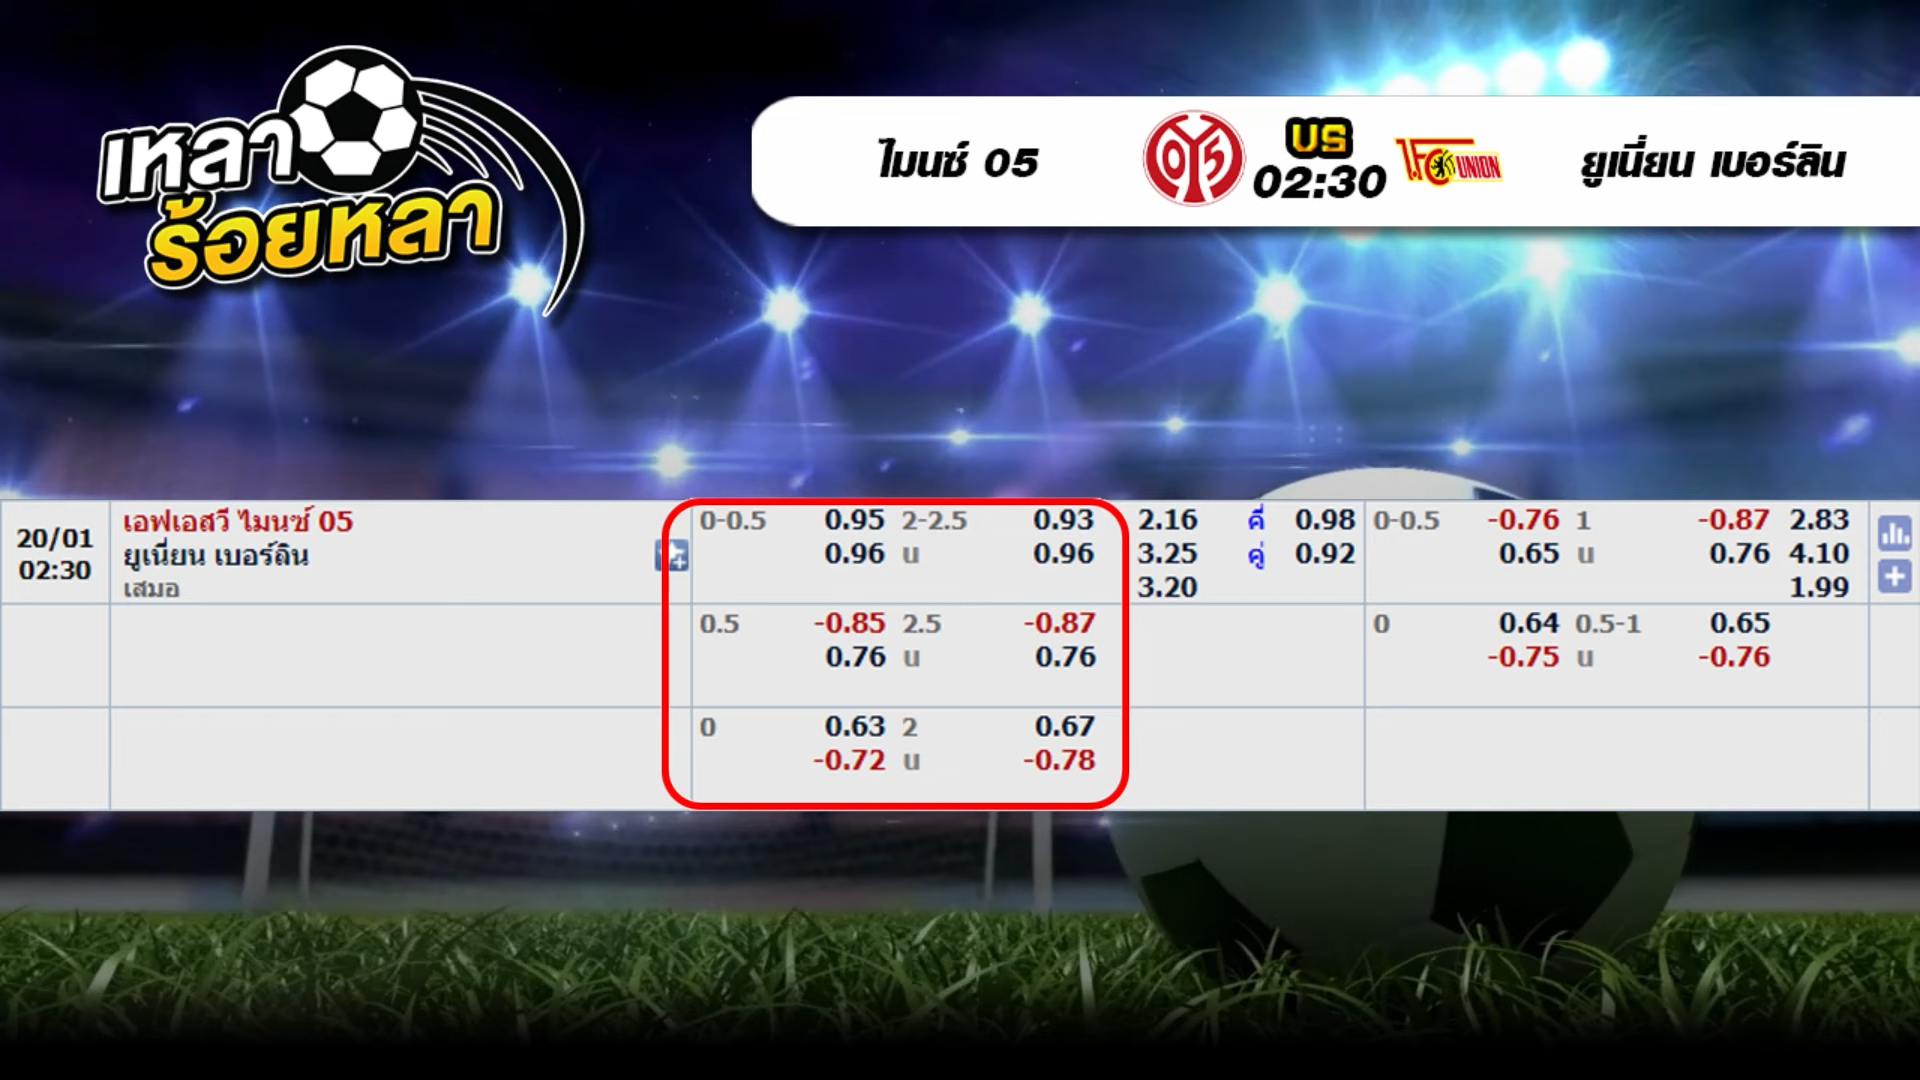 เหลา
ร้อยหลา
ไมนซ์ 05
05
VS
02:30
1.FC UNION
ยูเนี่ยน เบอร์ลิน
20/01
02:30
เอฟเอสวี ไมนซ์ 05
ยูเนี่ยน เบอร์ลิน
เสมอ
0-0.5 0.95 2-2.5 0.93 2.16 คี่ 0.98 0-0.5 -0.76 1 -0.87 2.83
0.96 u 0.96 3.25 คู่ 0.92 0.65 u 0.76 4.10
3.20 1.99
0.5 -0.85 2.5 -0.87 0 0.64 0.5-1 0.65
0.76 u 0.76 -0.75 u -0.76
0 0.63 2 0.67
-0.72 u -0.78